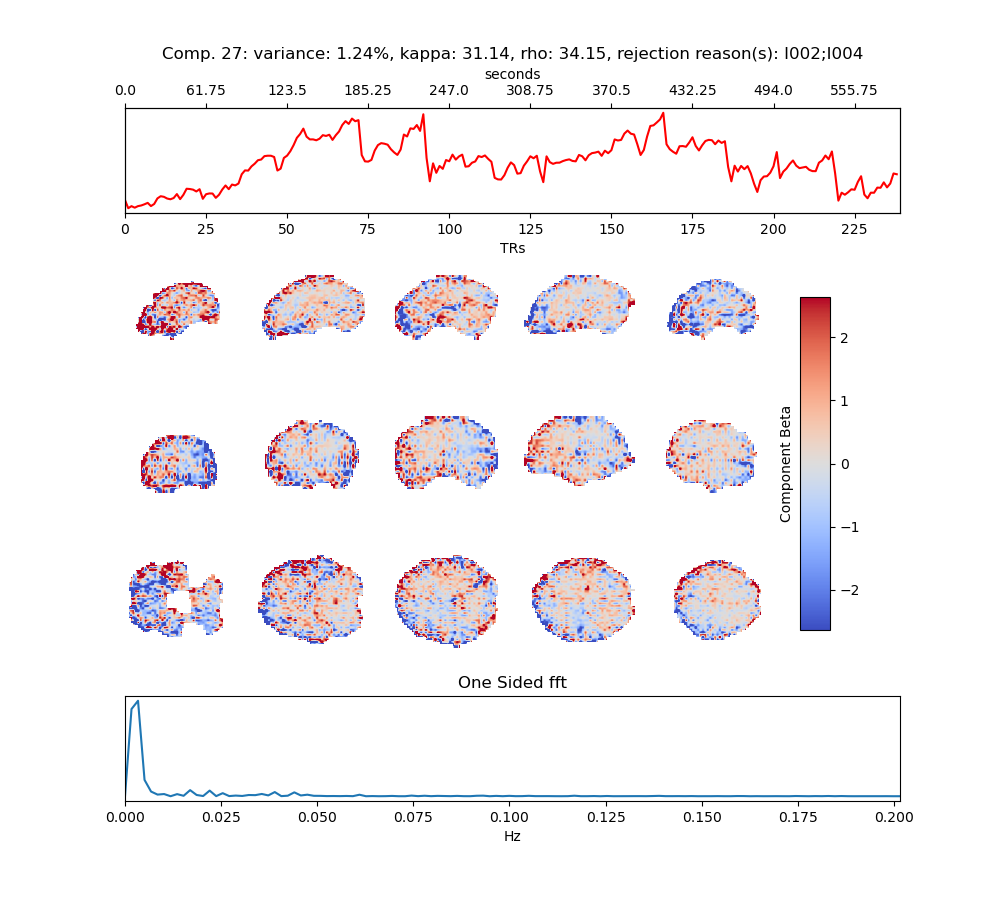 Comp. 27: variance: 1.24%, kappa: 31.14, rho: 34.15, rejection reason(s): I002;I004
seconds
0.0 61.75 123.5 185.25 247.0 308.75 370.5 432.25 494.0 555.75
0 25 50 75 100 125 150 175 200 225
TRs
2
1
0
−1
−2
Component Beta
One Sided fft
0.000 0.025 0.050 0.075 0.100 0.125 0.150 0.175 0.200
Hz